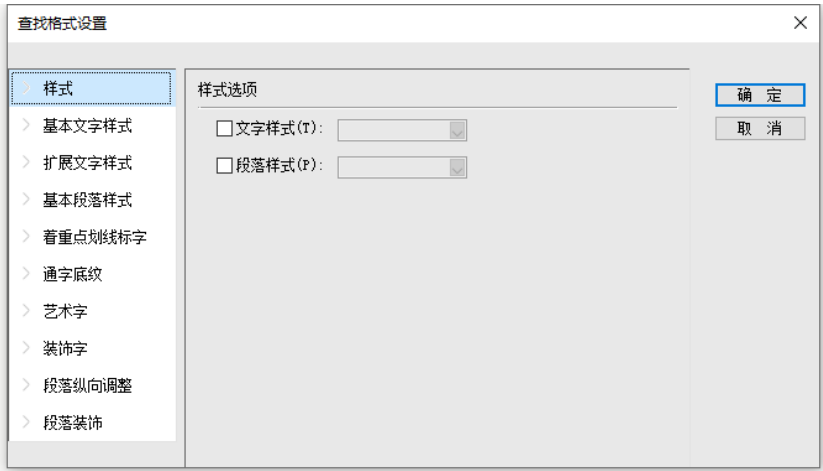 查找格式设置
样式
基本文字样式
扩展文字样式
基本段落样式
着重点划线标字
通字底纹
艺术字
装饰字
段落纵向调整
段落装饰
样式选项
文字样式(T):
段落样式(P):
确 定
取 消